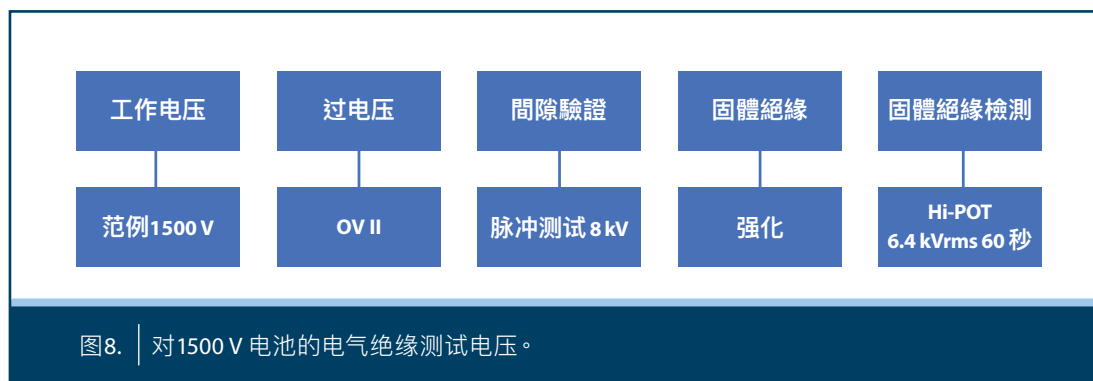 工作电压
过电压
間隙驗證
固體絕緣
固體絕緣檢測
范例1500 V
OV II
脉冲测试 8 kV
强化
Hi-POT
6.4 kVrms 60 秒
图8. 对1500 V 电池的电气绝缘测试电压。